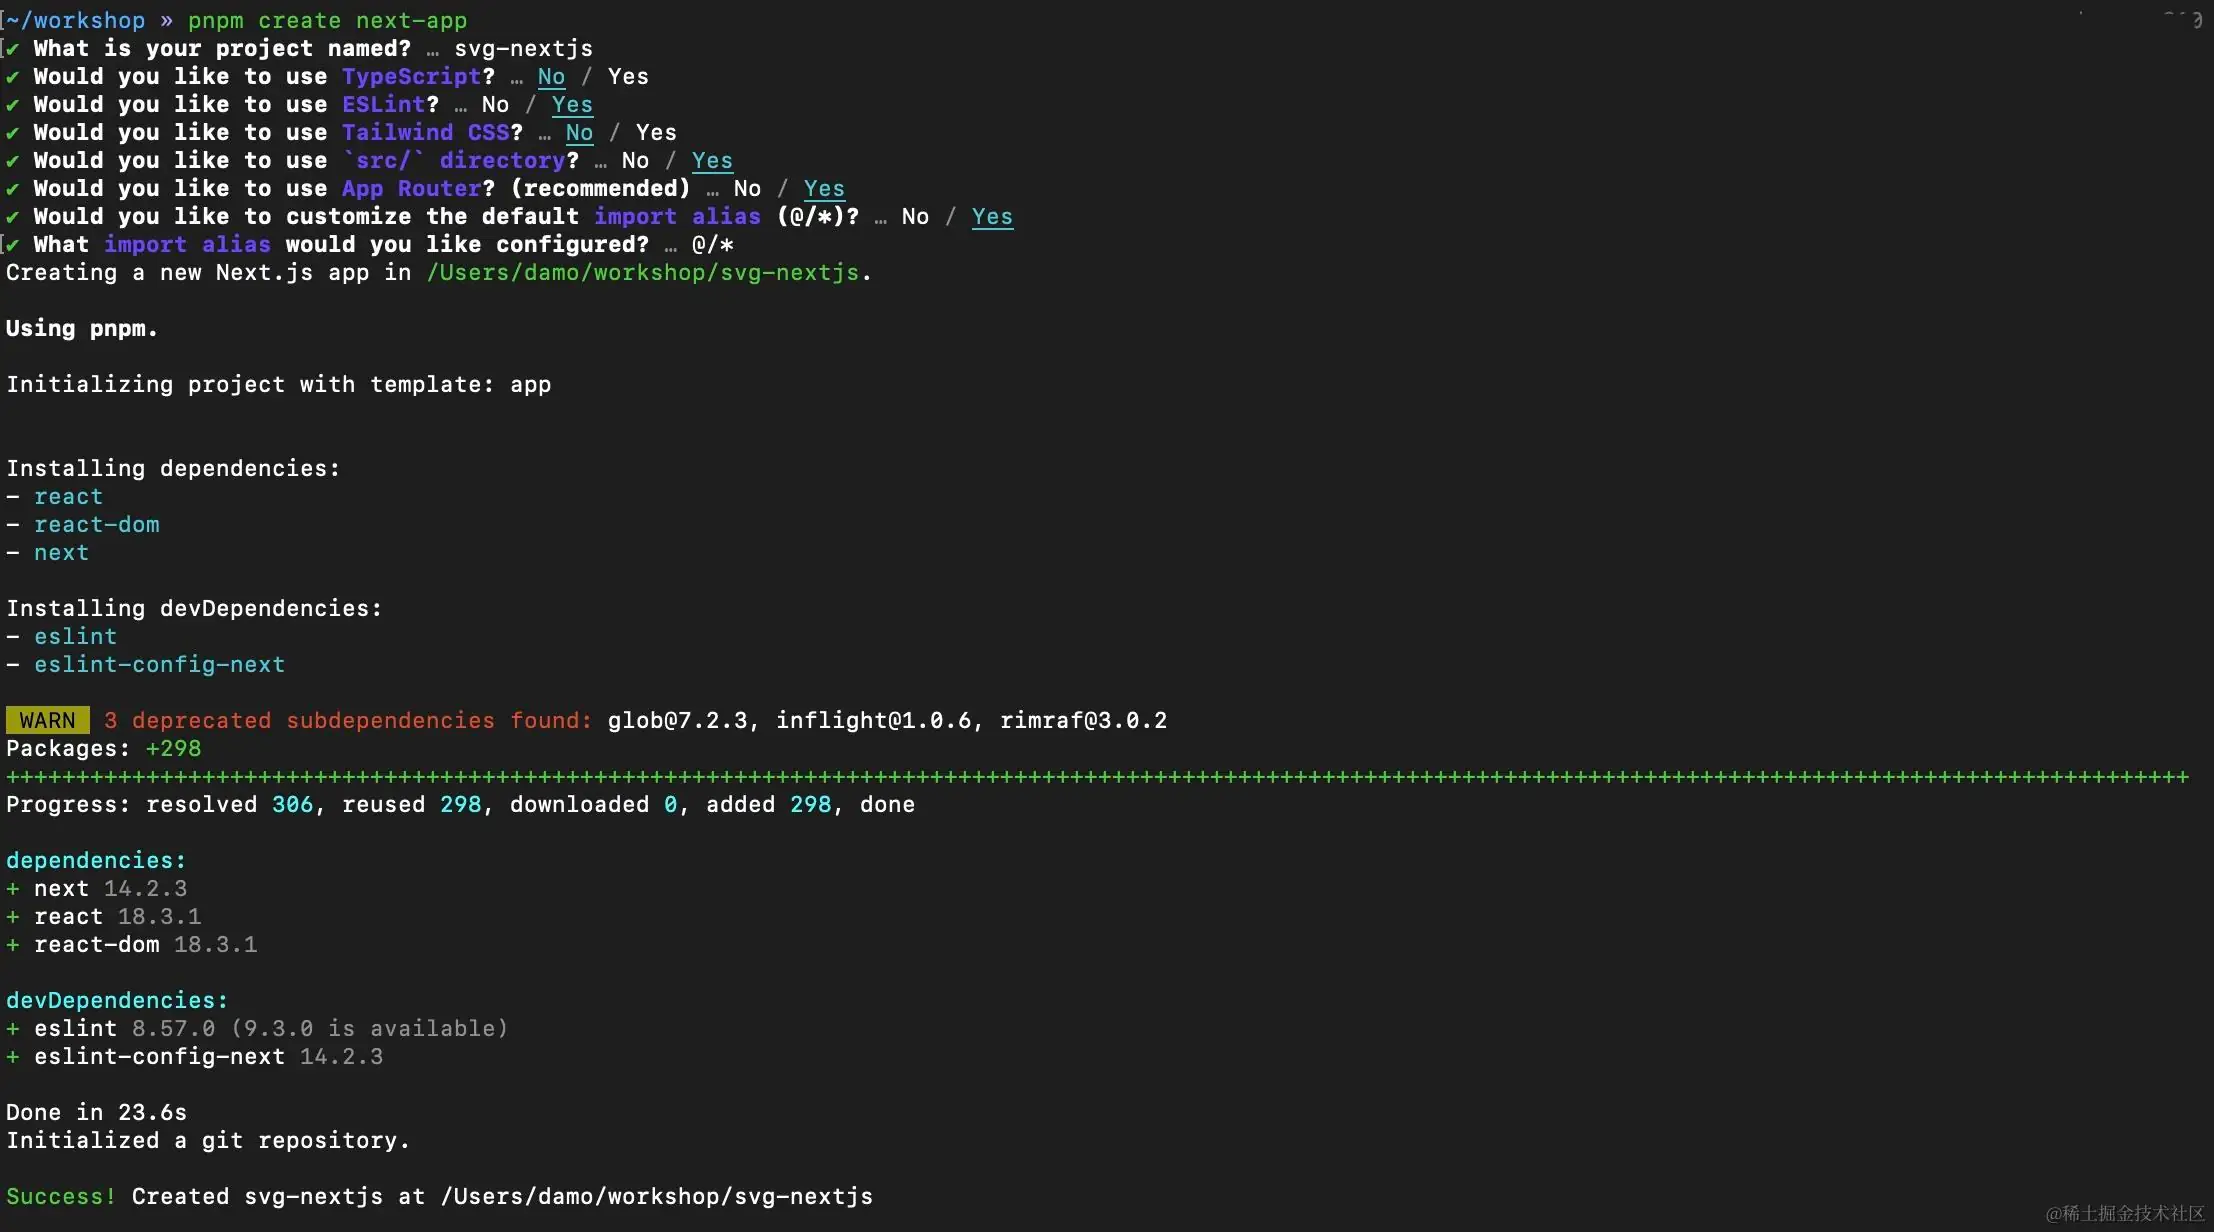 ~/workshop » pnpm create next-app
✔ What is your project named? … svg-nextjs
✔ Would you like to use TypeScript? … No / Yes
✔ Would you like to use ESLint? … No / Yes
✔ Would you like to use Tailwind CSS? … No / Yes
✔ Would you like to use `src/` directory? … No / Yes
✔ Would you like to use App Router? (recommended) … No / Yes
✔ Would you like to customize the default import alias (@/*)? … No / Yes
✔ What import alias would you like configured? … @/*
Creating a new Next.js app in /Users/damo/workshop/svg-nextjs.
Using pnpm.
Initializing project with template: app
Installing dependencies:
- react
- react-dom
- next
Installing devDependencies:
- eslint
- eslint-config-next
WARN 3 deprecated subdependencies found: glob@7.2.3, inflight@1.0.6, rimraf@3.0.2
Packages: +298
++++++++++++++++++++++++++++++++++++++++++++++++++++++++++++++++++++++++++++++++++++++++++++++++++++++++++++++++++++++++++++++++++++++++++++++++++++++++++++
Progress: resolved 306, reused 298, downloaded 0, added 298, done
dependencies:
+ next 14.2.3
+ react 18.3.1
+ react-dom 18.3.1
devDependencies:
+ eslint 8.57.0 (9.3.0 is available)
+ eslint-config-next 14.2.3
Done in 23.6s
Initialized a git repository.
Success! Created svg-nextjs at /Users/damo/workshop/svg-nextjs
@稀土掘金技术社区